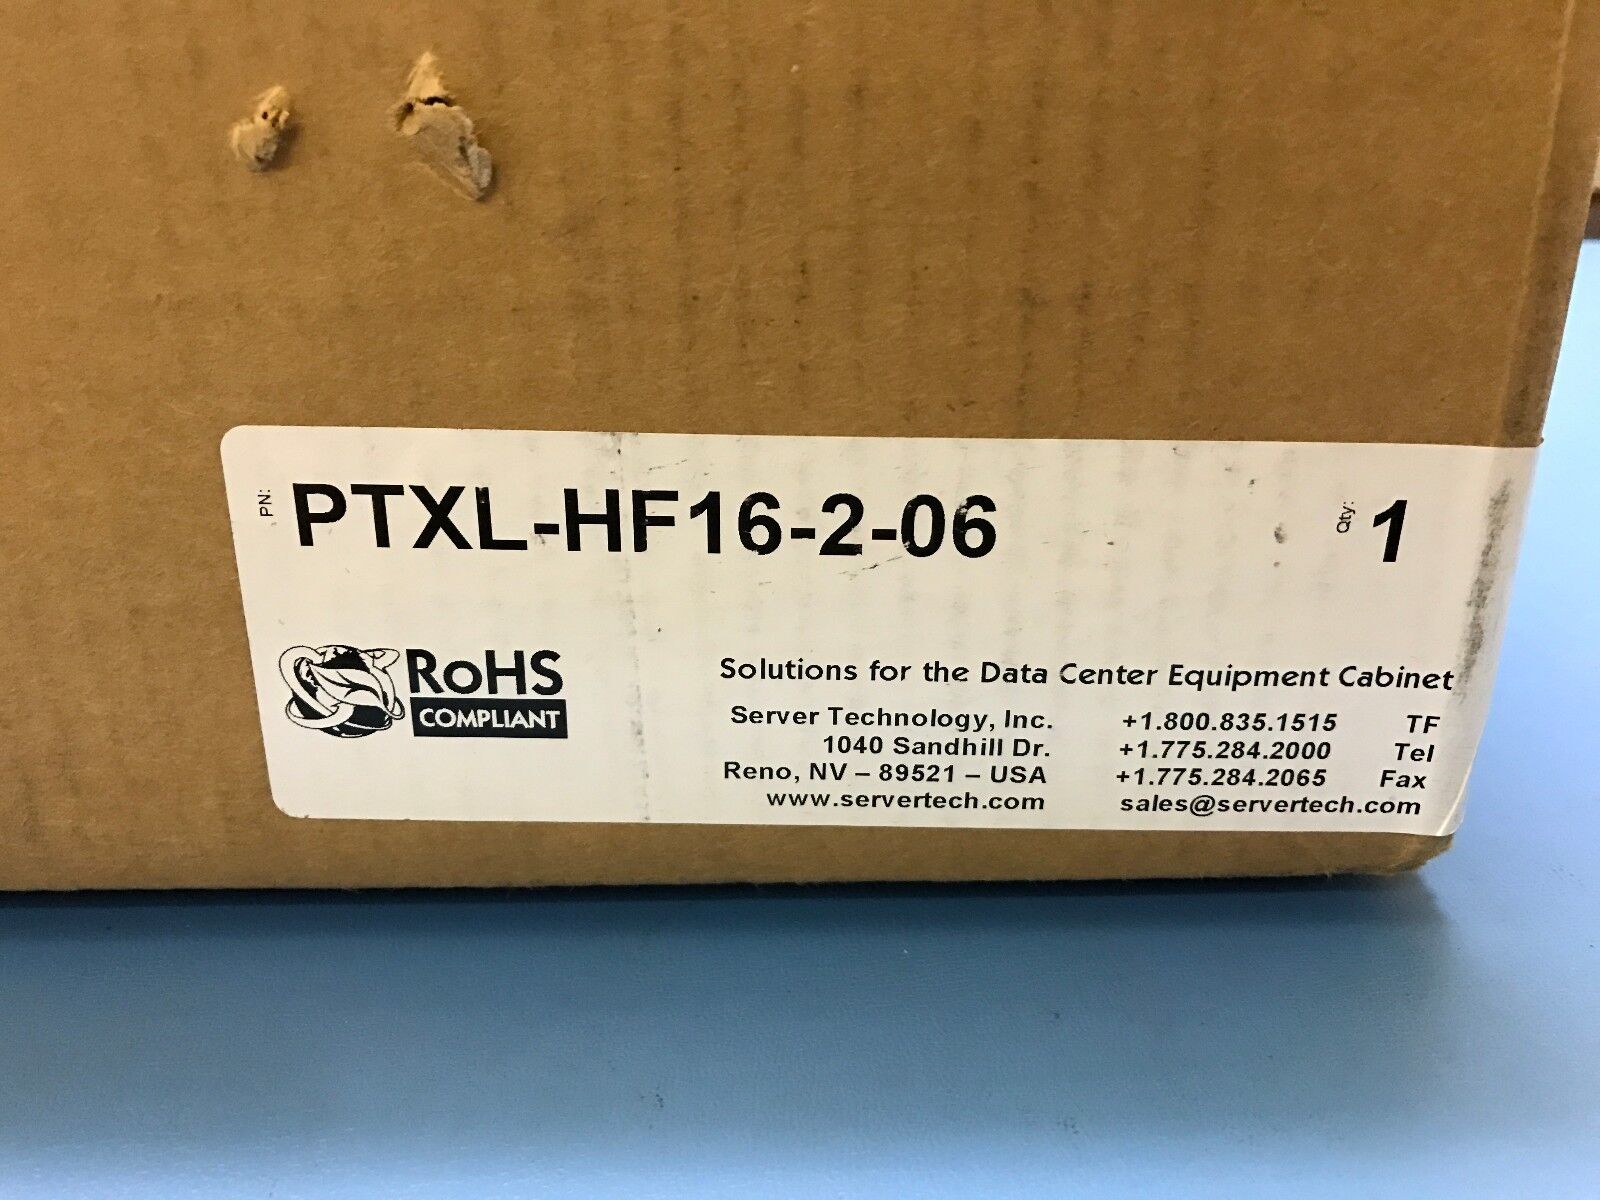 PN: PTXL-HF16-2-06 Qty: 1
RoHS
COMPLIANT
Solutions for the Data Center Equipment Cabinet
Server Technology, Inc. +1.800.835.1515 TF
1040 Sandhill Dr. +1.775.284.2000 Tel
Reno, NV – 89521 – USA +1.775.284.2065 Fax
www.servertech.com sales@servertech.com